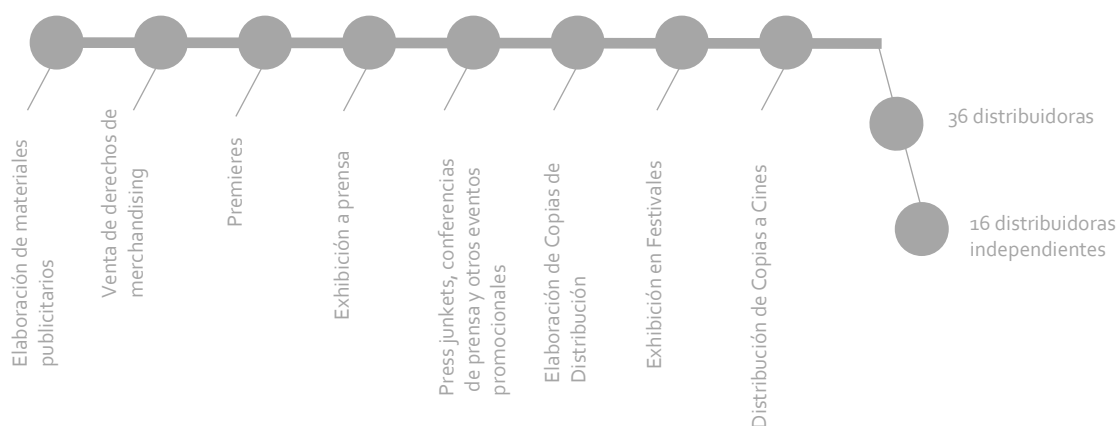 Elaboración de materiales
publicitarios
Venta de derechos de
merchandising
Premieres
Exhibición a prensa
Press junkets, conferencias
de prensa y otros eventos
promocionales
Elaboración de Copias de
Distribución
Exhibición en Festivales
Distribución de Copias a Cines
36 distribuidoras
16 distribuidoras
independientes